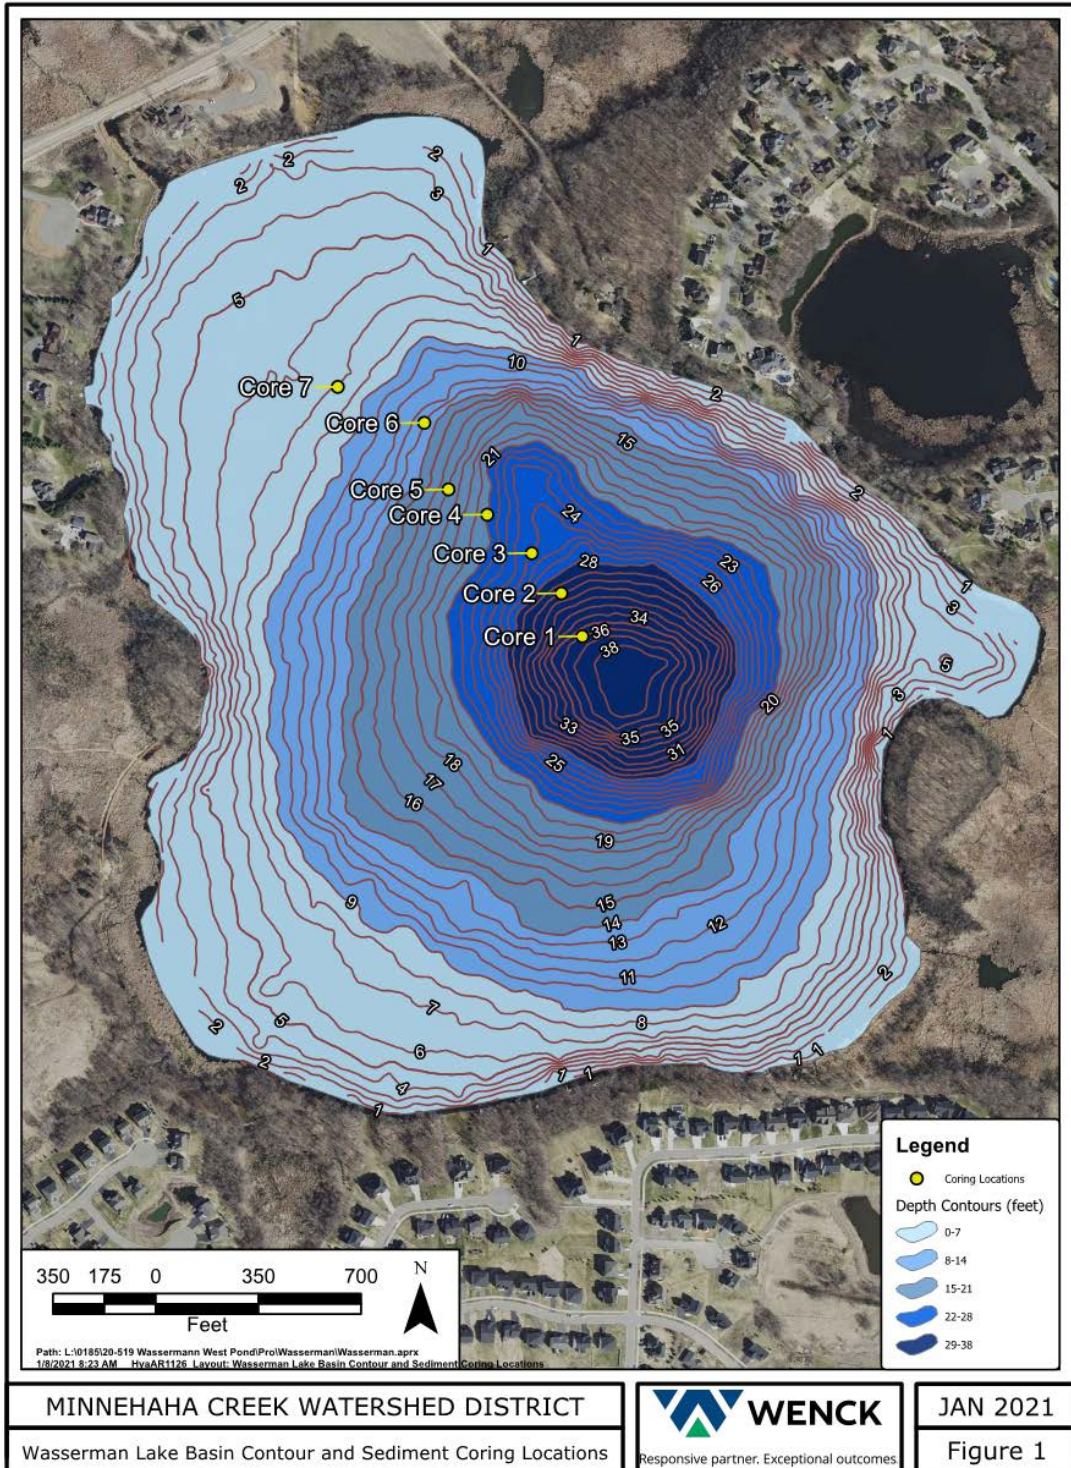 2
2
2
3
1
5
1
10
2
Core 7
Core 6
15
21
2
Core 5
Core 4
24
Core 3
28
23
26
1
3
Core 2
34
36
Core 1
38
5
3
20
1
33
35
35
31
25
18
17
16
19
9
15
14
12
13
11
2
7
5
2
8
6
2
1
1
4
1
1
1
Legend
Coring Locations
Depth Contours (feet)
0-7
8-14
15-21
22-28
29-38
350 175 0 350 700
Feet
N
Path: L:\0185\20-519 Wassermann West Pond\Pro\Wasserman\Wasserman.aprx
1/8/2021 8:23 AM HyaAR1126 Layout: Wasserman Lake Basin Contour and Sediment Coring Locations
MINNEHAHA CREEK WATERSHED DISTRICT
Wasserman Lake Basin Contour and Sediment Coring Locations
WENCK
Responsive partner. Exceptional outcomes.
JAN 2021
Figure 1